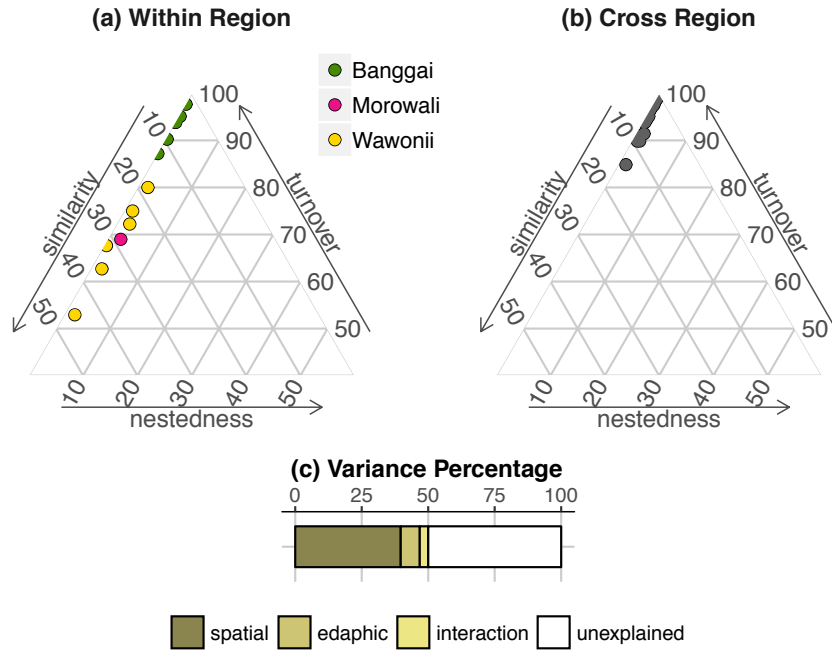 (a) Within Region
(b) Cross Region
Banggai
Morowali
Wawonii
100
90
80
70
60
50
turnover
10
20
30
40
50
similarity
10
20
30
40
50
nestedness
100
90
80
70
60
50
turnover
10
20
30
40
50
similarity
10
20
30
40
50
nestedness
(c) Variance Percentage
0 25 50 75 100
spatial edaphic interaction unexplained